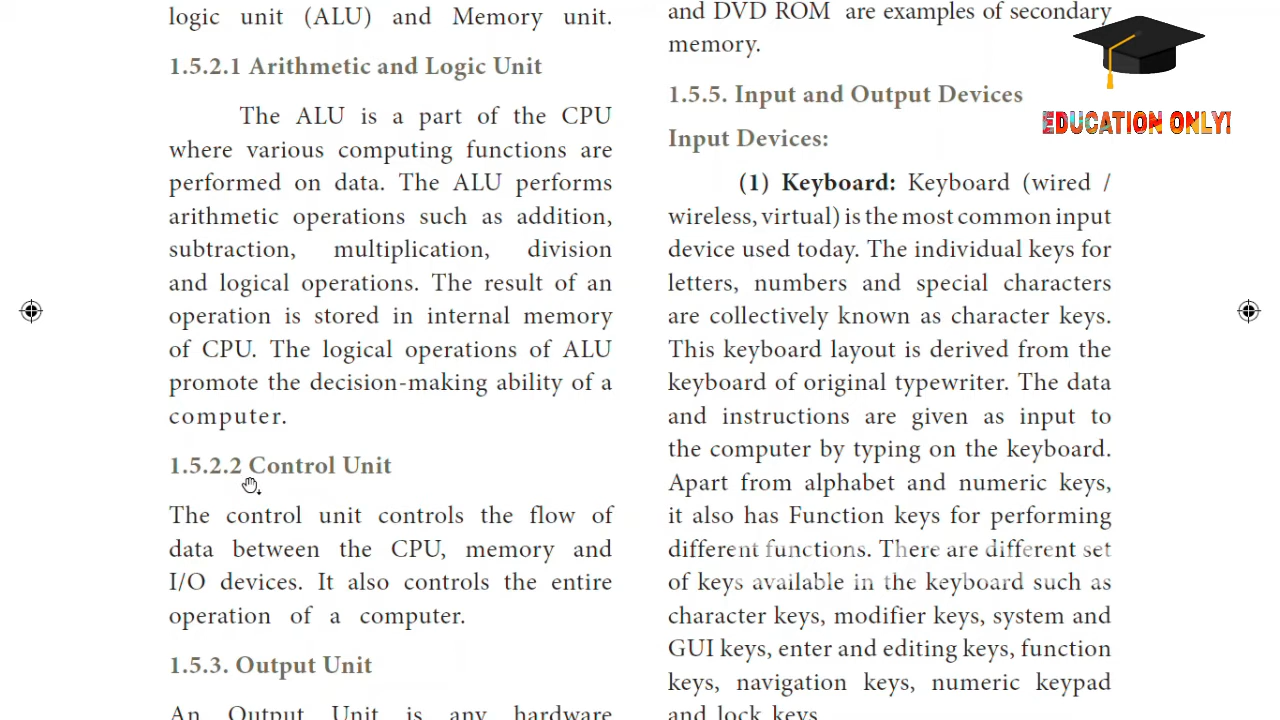 logic unit (ALU) and Memory unit.
1.5.2.1 Arithmetic and Logic Unit
The ALU is a part of the CPU
where various computing functions are
performed on data. The ALU performs
arithmetic operations such as addition,
subtraction, multiplication, division
and logical operations. The result of an
operation is stored in internal memory
of CPU. The logical operations of ALU
promote the decision-making ability of a
computer.
1.5.2.2 Control Unit
The control unit controls the flow of
data between the CPU, memory and
I/O devices. It also controls the entire
operation of a computer.
1.5.3. Output Unit
An Output Unit is any hardware
and DVD ROM are examples of secondary
memory.
1.5.5. Input and Output Devices
Input Devices:
(1) Keyboard: Keyboard (wired /
wireless, virtual) is the most common input
device used today. The individual keys for
letters, numbers and special characters
are collectively known as character keys.
This keyboard layout is derived from the
keyboard of original typewriter. The data
and instructions are given as input to
the computer by typing on the keyboard.
Apart from alphabet and numeric keys,
it also has Function keys for performing
different functions. There are different set
of keys available in the keyboard such as
character keys, modifier keys, system and
GUI keys, enter and editing keys, function
keys, navigation keys, numeric keypad
and lock keys.
EDUCATION ONLY!